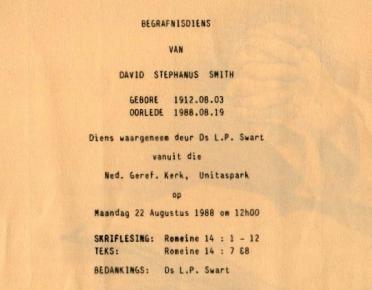 BEGRAFNISDIENS
VAN
DAVID STEPHANUS SMITH
GEBORE 1912.08.03
OORLEDE 1988.08.19
Diens waargeneem deur Ds L.P. Swart
vanuit die
Ned. Geref. Kerk, Unitaspark
op
Maandag 22 Augustus 1988 om 12h00
SKRIFLESING: Romeine 14 : 1 - 12
TEKS: Romeine 14 : 7 &8
BEDANKINGS: Ds L.P. Swart